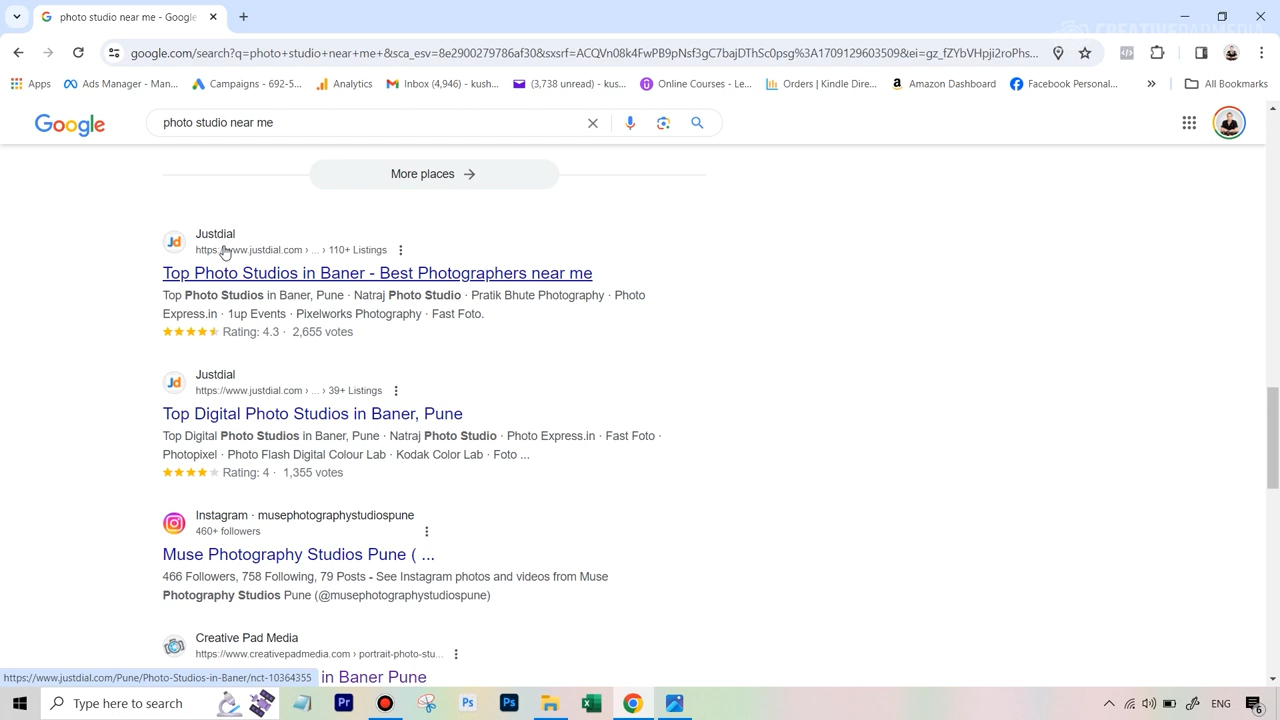 photo studio near me - Google
google.com/search?q=photo+studio+near+me+&sca_esv=8e2900279786af30&sxsrf=ACQVn08k4FwPB9pNsf3gC7bajDThSc0psg%3A1709129603509&ei=gz_fZYbVHpji2roPhs...
CREATIVEPADMEDIA
Apps
Ads Manager - Man...
Campaigns - 692-5...
Analytics
Inbox (4,946) - kush...
(3,738 unread) - kus...
Online Courses - Le...
Orders | Kindle Dire...
Amazon Dashboard
Facebook Personal...
»
All Bookmarks
Google
photo studio near me
More places
Justdial
https://www.justdial.com › ... › 110+ Listings
Top Photo Studios in Baner - Best Photographers near me
Top Photo Studios in Baner, Pune · Natraj Photo Studio · Pratik Bhute Photography · Photo
Express.in · 1up Events · Pixelworks Photography · Fast Foto.
Rating: 4.3 · 2,655 votes
Jd
Justdial
https://www.justdial.com › ... › 39+ Listings
Jd
Top Digital Photo Studios in Baner, Pune
Top Digital Photo Studios in Baner, Pune · Natraj Photo Studio · Photo Express.in · Fast Foto ·
Photopixel · Photo Flash Digital Colour Lab · Kodak Color Lab · Foto ...
Rating: 4 · 1,355 votes
Instagram · musephotographystudiospune
460+ followers
Muse Photography Studios Pune ( ...
466 Followers, 758 Following, 79 Posts - See Instagram photos and videos from Muse
Photography Studios Pune (@musephotographystudiospune)
Creative Pad Media
https://www.creativepadmedia.com › portrait-photo-stu...
in Baner Pune
https://www.justdial.com/Pune/Photo-Studios-in-Baner/nct-10364355
Type here to search
Pr
Ps
Ps
ENG
6